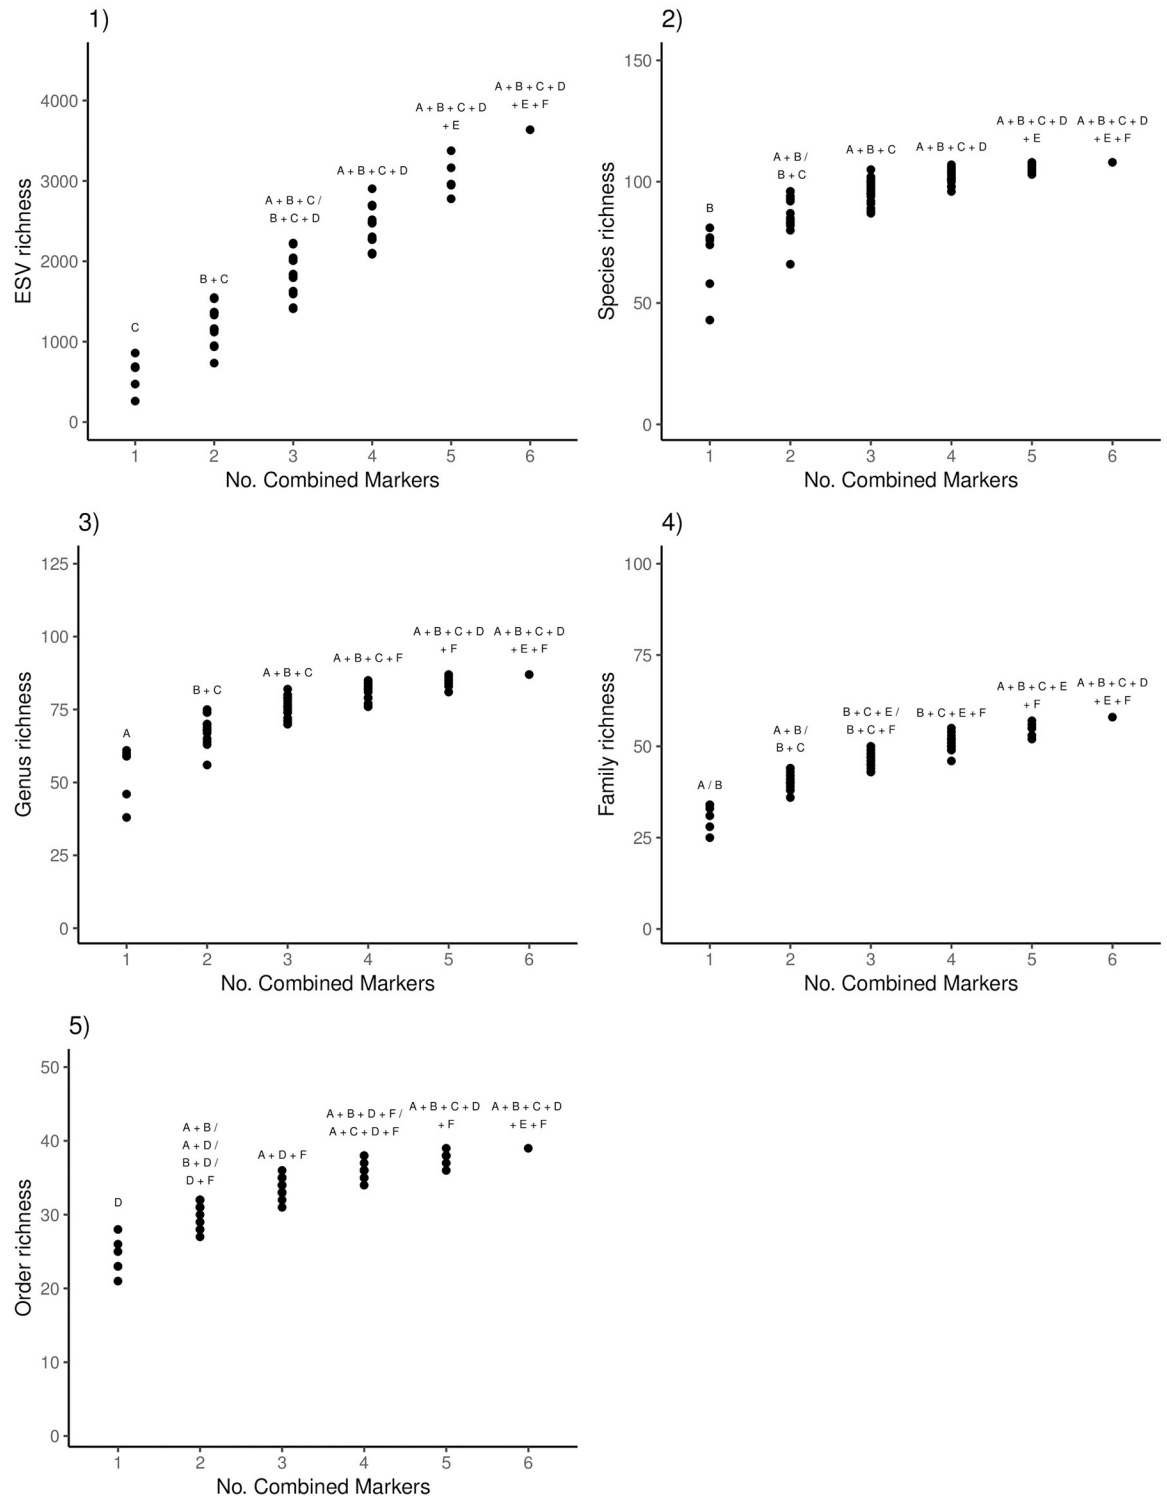 1)
ESV richness
4000
3000
2000
1000
0
C
B + C
A + B + C /
B + C + D
A + B + C + D
A + B + C + D
+ E
A + B + C + D
+ E + F
1 2 3 4 5 6
No. Combined Markers
2)
Species richness
150
100
50
0
B
A + B /
B + C
A + B + C
A + B + C + D
A + B + C + D
+ E
A + B + C + D
+ E + F
1 2 3 4 5 6
No. Combined Markers
3)
Genus richness
125
100
75
50
25
0
A
B + C
A + B + C
A + B + C + F
A + B + C + D
+ F
A + B + C + D
+ E + F
1 2 3 4 5 6
No. Combined Markers
4)
Family richness
100
75
50
25
0
A / B
A + B /
B + C
B + C + E /
B + C + F
B + C + E + F
A + B + C + E
+ F
A + B + C + D
+ E + F
1 2 3 4 5 6
No. Combined Markers
5)
Order richness
50
40
30
20
10
0
D
A + B /
A + D /
B + D /
D + F
A + D + F
A + B + D + F /
A + C + D + F
A + B + C + D
+ F
A + B + C + D
+ E + F
1 2 3 4 5 6
No. Combined Markers